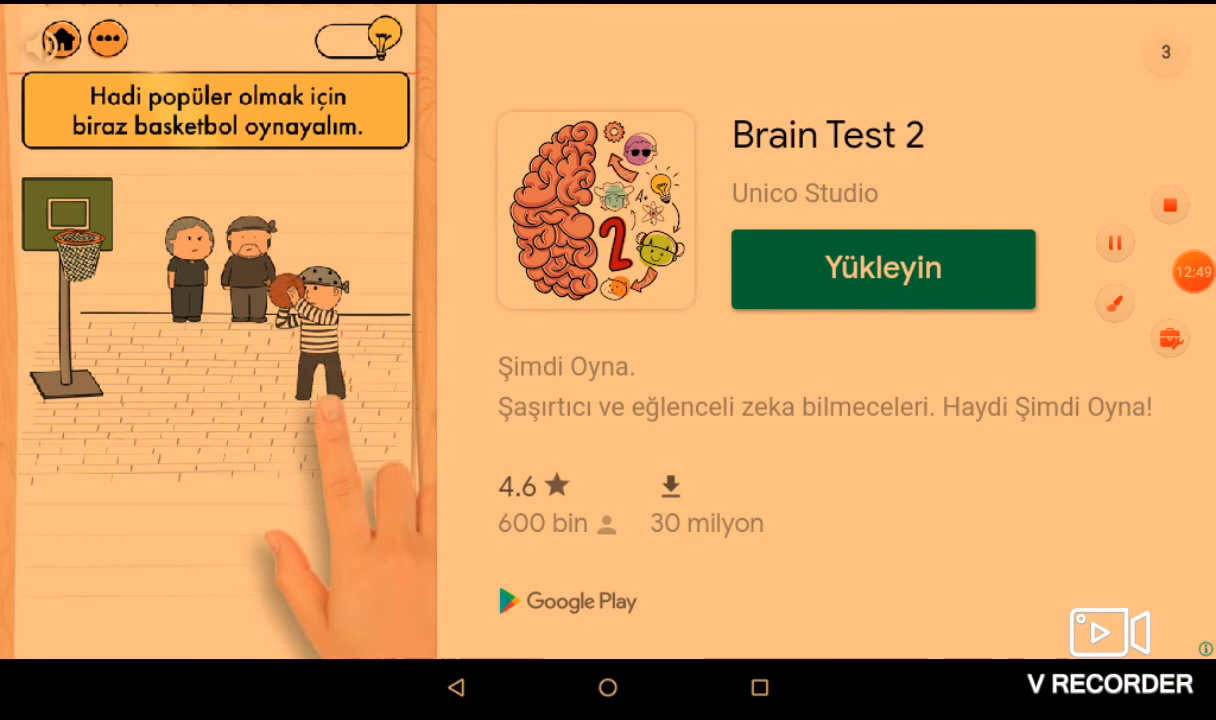 Hadi popüler olmak için
biraz basketbol oynayalım.
3
Brain Test 2
Unico Studio
Yükleyin
12:49
Şimdi Oyna.
Şaşırtıcı ve eğlenceli zeka bilmeceleri. Haydi Şimdi Oyna!
4.6
600 bin
30 milyon
Google Play
V RECORDER
A+
2